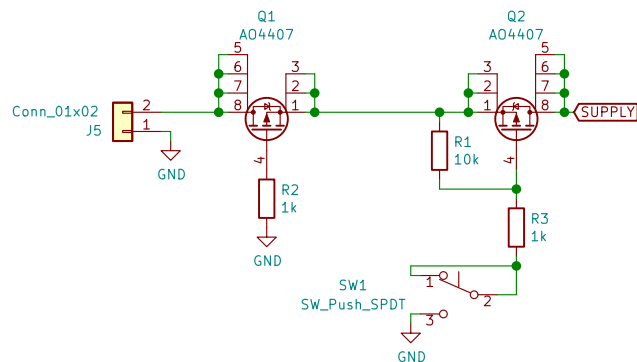 Q1
AO4407
Q2
AO4407
5
6
7
8
3
2
1
4
3
2
1
5
6
7
8
4
Conn_01x02
J5
2
1
GND
SUPPLY
R1
10k
R2
1k
GND
R3
1k
SW1
SW_Push_SPDT
1
2
3
GND